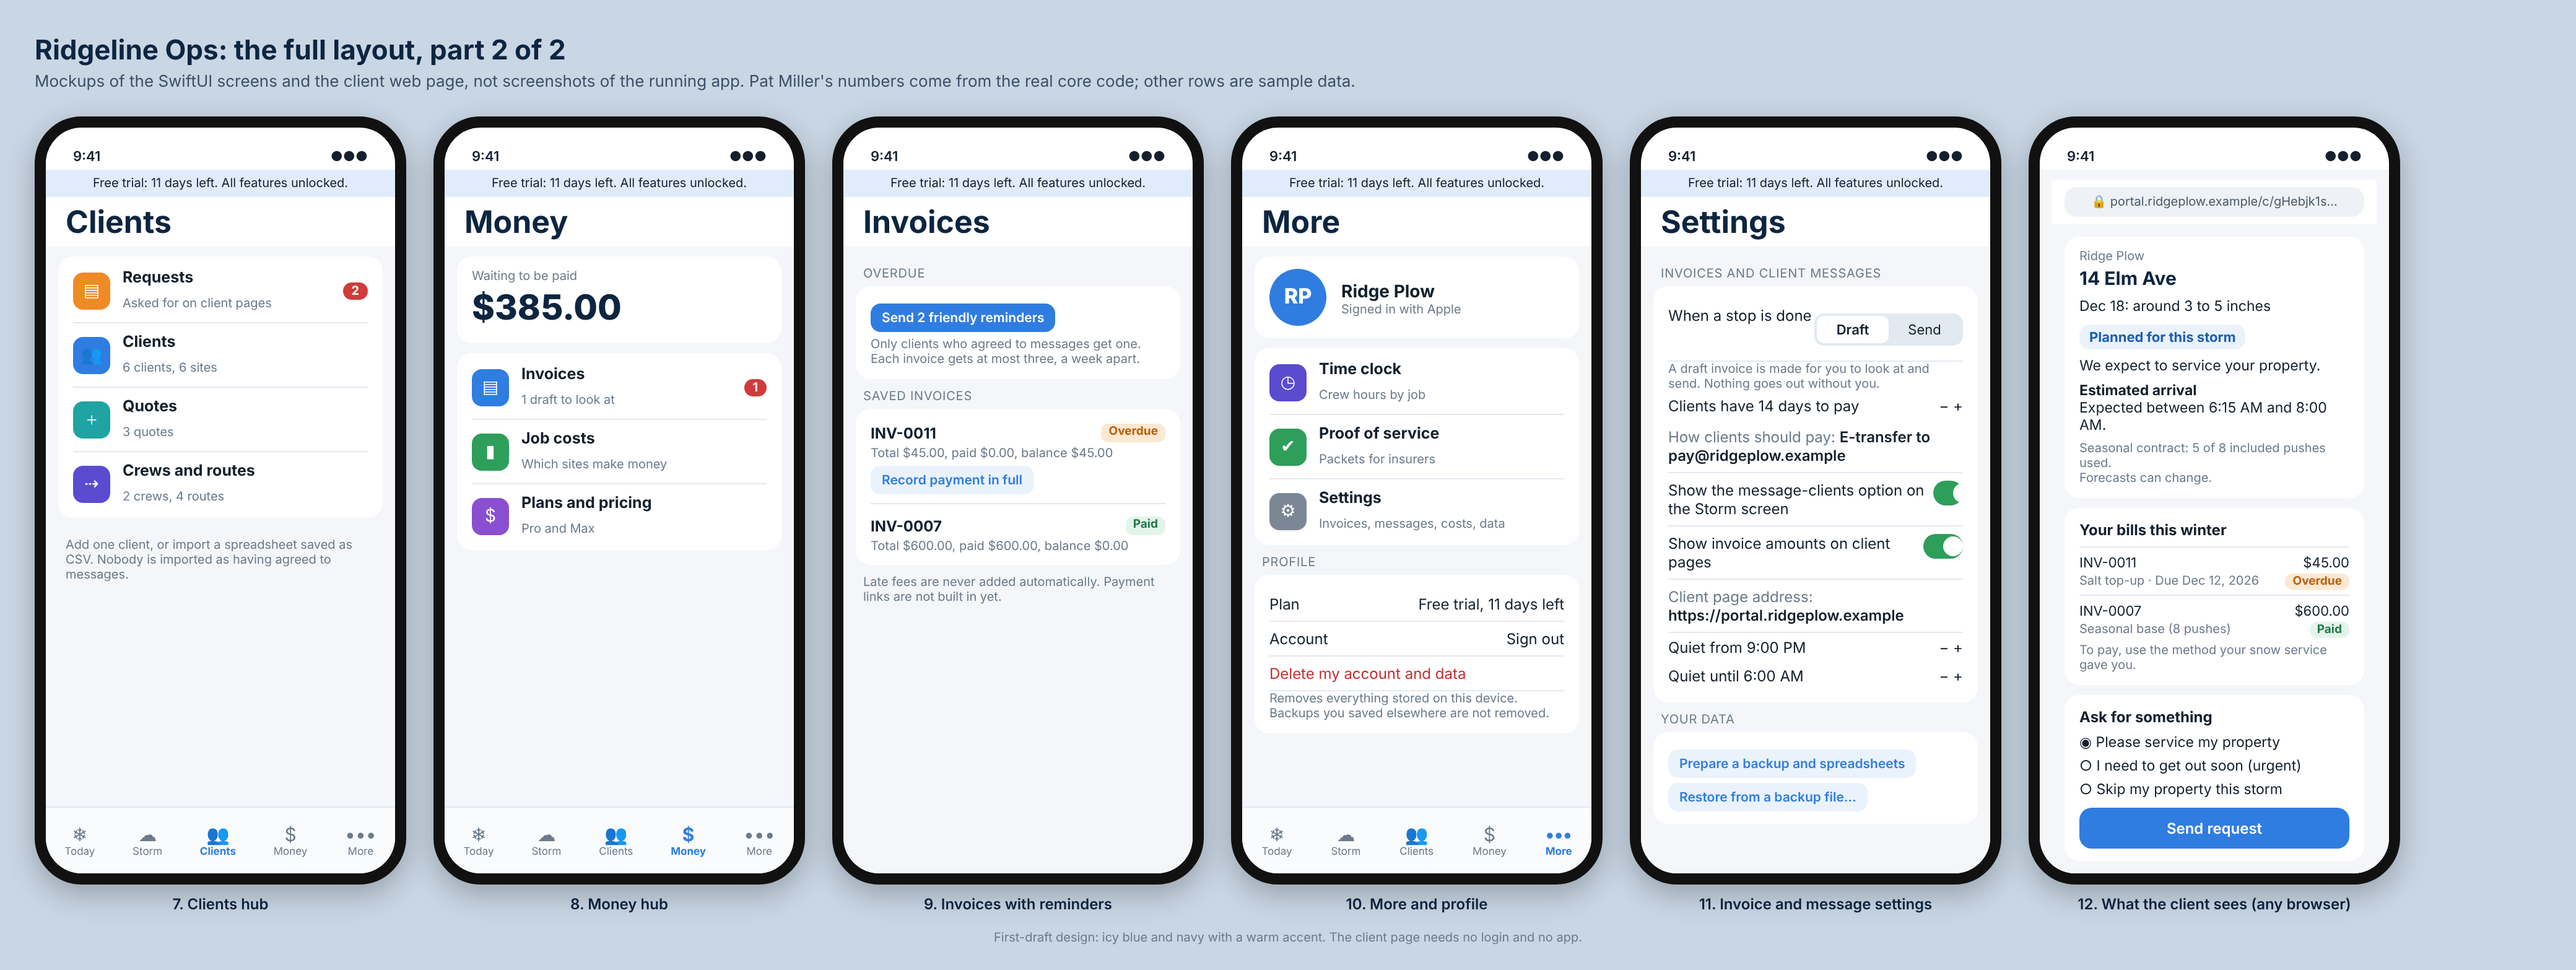 Ridgeline Ops: the full layout, part 2 of 2
Mockups of the SwiftUI screens and the client web page, not screenshots of the running app. Pat Miller's numbers come from the real core code; other rows are sample data.
9:41
Free trial: 11 days left. All features unlocked.
Clients
Requests
Asked for on client pages
2
Clients
6 clients, 6 sites
Quotes
3 quotes
Crews and routes
2 crews, 4 routes
Add one client, or import a spreadsheet saved as
CSV. Nobody is imported as having agreed to
messages.
Today
Storm
Clients
$
Money
More
7. Clients hub
9:41
Free trial: 11 days left. All features unlocked.
Money
Waiting to be paid
$385.00
Invoices
1 draft to look at
1
Job costs
Which sites make money
$
Plans and pricing
Pro and Max
Today
Storm
Clients
$
Money
More
8. Money hub
9:41
Free trial: 11 days left. All features unlocked.
Invoices
OVERDUE
Send 2 friendly reminders
Only clients who agreed to messages get one.
Each invoice gets at most three, a week apart.
SAVED INVOICES
INV-0011
Overdue
Total $45.00, paid $0.00, balance $45.00
Record payment in full
INV-0007
Paid
Total $600.00, paid $600.00, balance $0.00
Late fees are never added automatically. Payment
links are not built in yet.
9. Invoices with reminders
9:41
Free trial: 11 days left. All features unlocked.
More
RP
Ridge Plow
Signed in with Apple
Time clock
Crew hours by job
Proof of service
Packets for insurers
Settings
Invoices, messages, costs, data
PROFILE
Plan
Free trial, 11 days left
Account
Sign out
Delete my account and data
Removes everything stored on this device.
Backups you saved elsewhere are not removed.
Today
Storm
Clients
$
Money
More
10. More and profile
9:41
Free trial: 11 days left. All features unlocked.
Settings
INVOICES AND CLIENT MESSAGES
When a stop is done
Draft
Send
A draft invoice is made for you to look at and
send. Nothing goes out without you.
Clients have 14 days to pay
− +
How clients should pay: E-transfer to
pay@ridgeplow.example
Show the message-clients option on
the Storm screen
Show invoice amounts on client
pages
Client page address:
https://portal.ridgeplow.example
Quiet from 9:00 PM
− +
Quiet until 6:00 AM
− +
YOUR DATA
Prepare a backup and spreadsheets
Restore from a backup file...
11. Invoice and message settings
9:41
portal.ridgeplow.example/c/gHebjk1s...
Ridge Plow
14 Elm Ave
Dec 18: around 3 to 5 inches
Planned for this storm
We expect to service your property.
Estimated arrival
Expected between 6:15 AM and 8:00
AM.
Seasonal contract: 5 of 8 included pushes
used.
Forecasts can change.
Your bills this winter
INV-0011
$45.00
Salt top-up · Due Dec 12, 2026
Overdue
INV-0007
$600.00
Seasonal base (8 pushes)
Paid
To pay, use the method your snow service
gave you.
Ask for something
Please service my property
I need to get out soon (urgent)
Skip my property this storm
Send request
12. What the client sees (any browser)
First-draft design: icy blue and navy with a warm accent. The client page needs no login and no app.